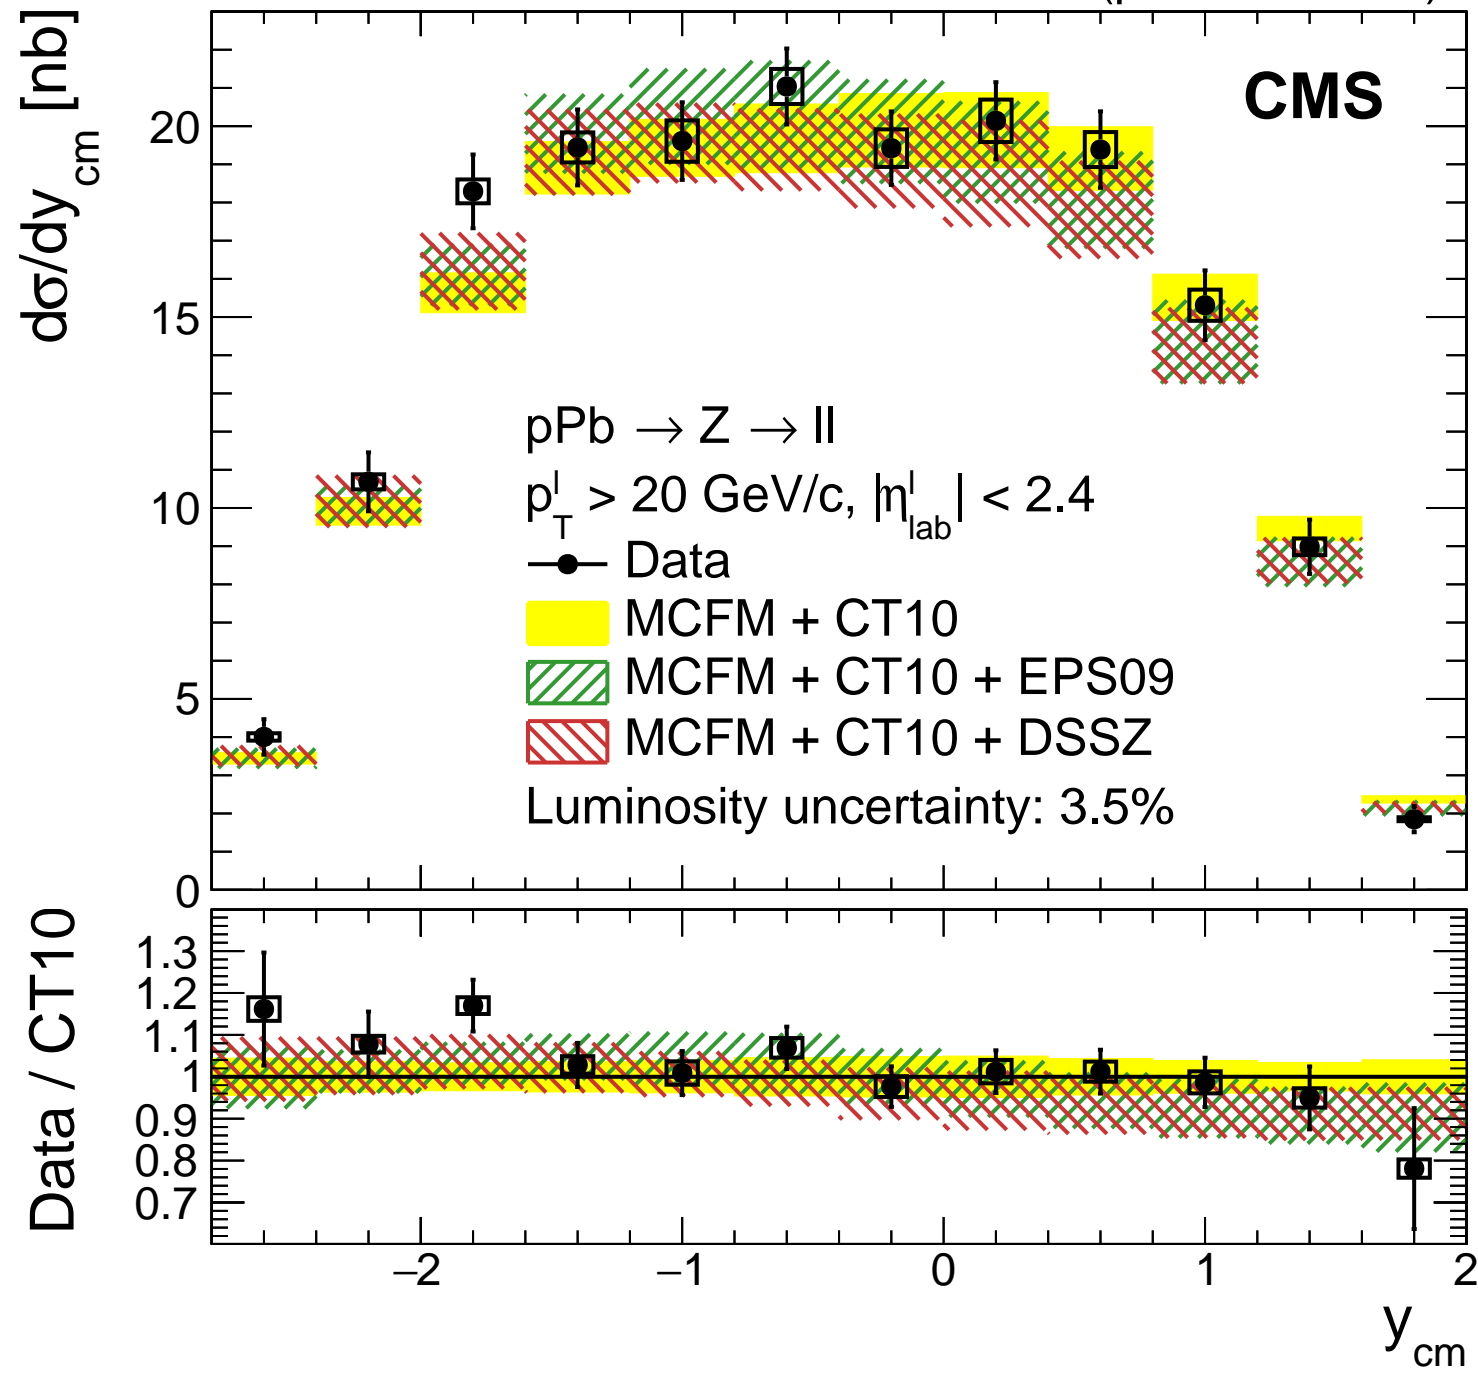 CMS
dσ/dy_cm [nb]
20
15
10
5
0
pPb → Z → ll
p_T^l > 20 GeV/c, |η_lab^l| < 2.4
Data
MCFM + CT10
MCFM + CT10 + EPS09
MCFM + CT10 + DSSZ
Luminosity uncertainty: 3.5%
Data / CT10
1.3
1.2
1.1
1
0.9
0.8
0.7
−2 −1 0 1 2
y_cm